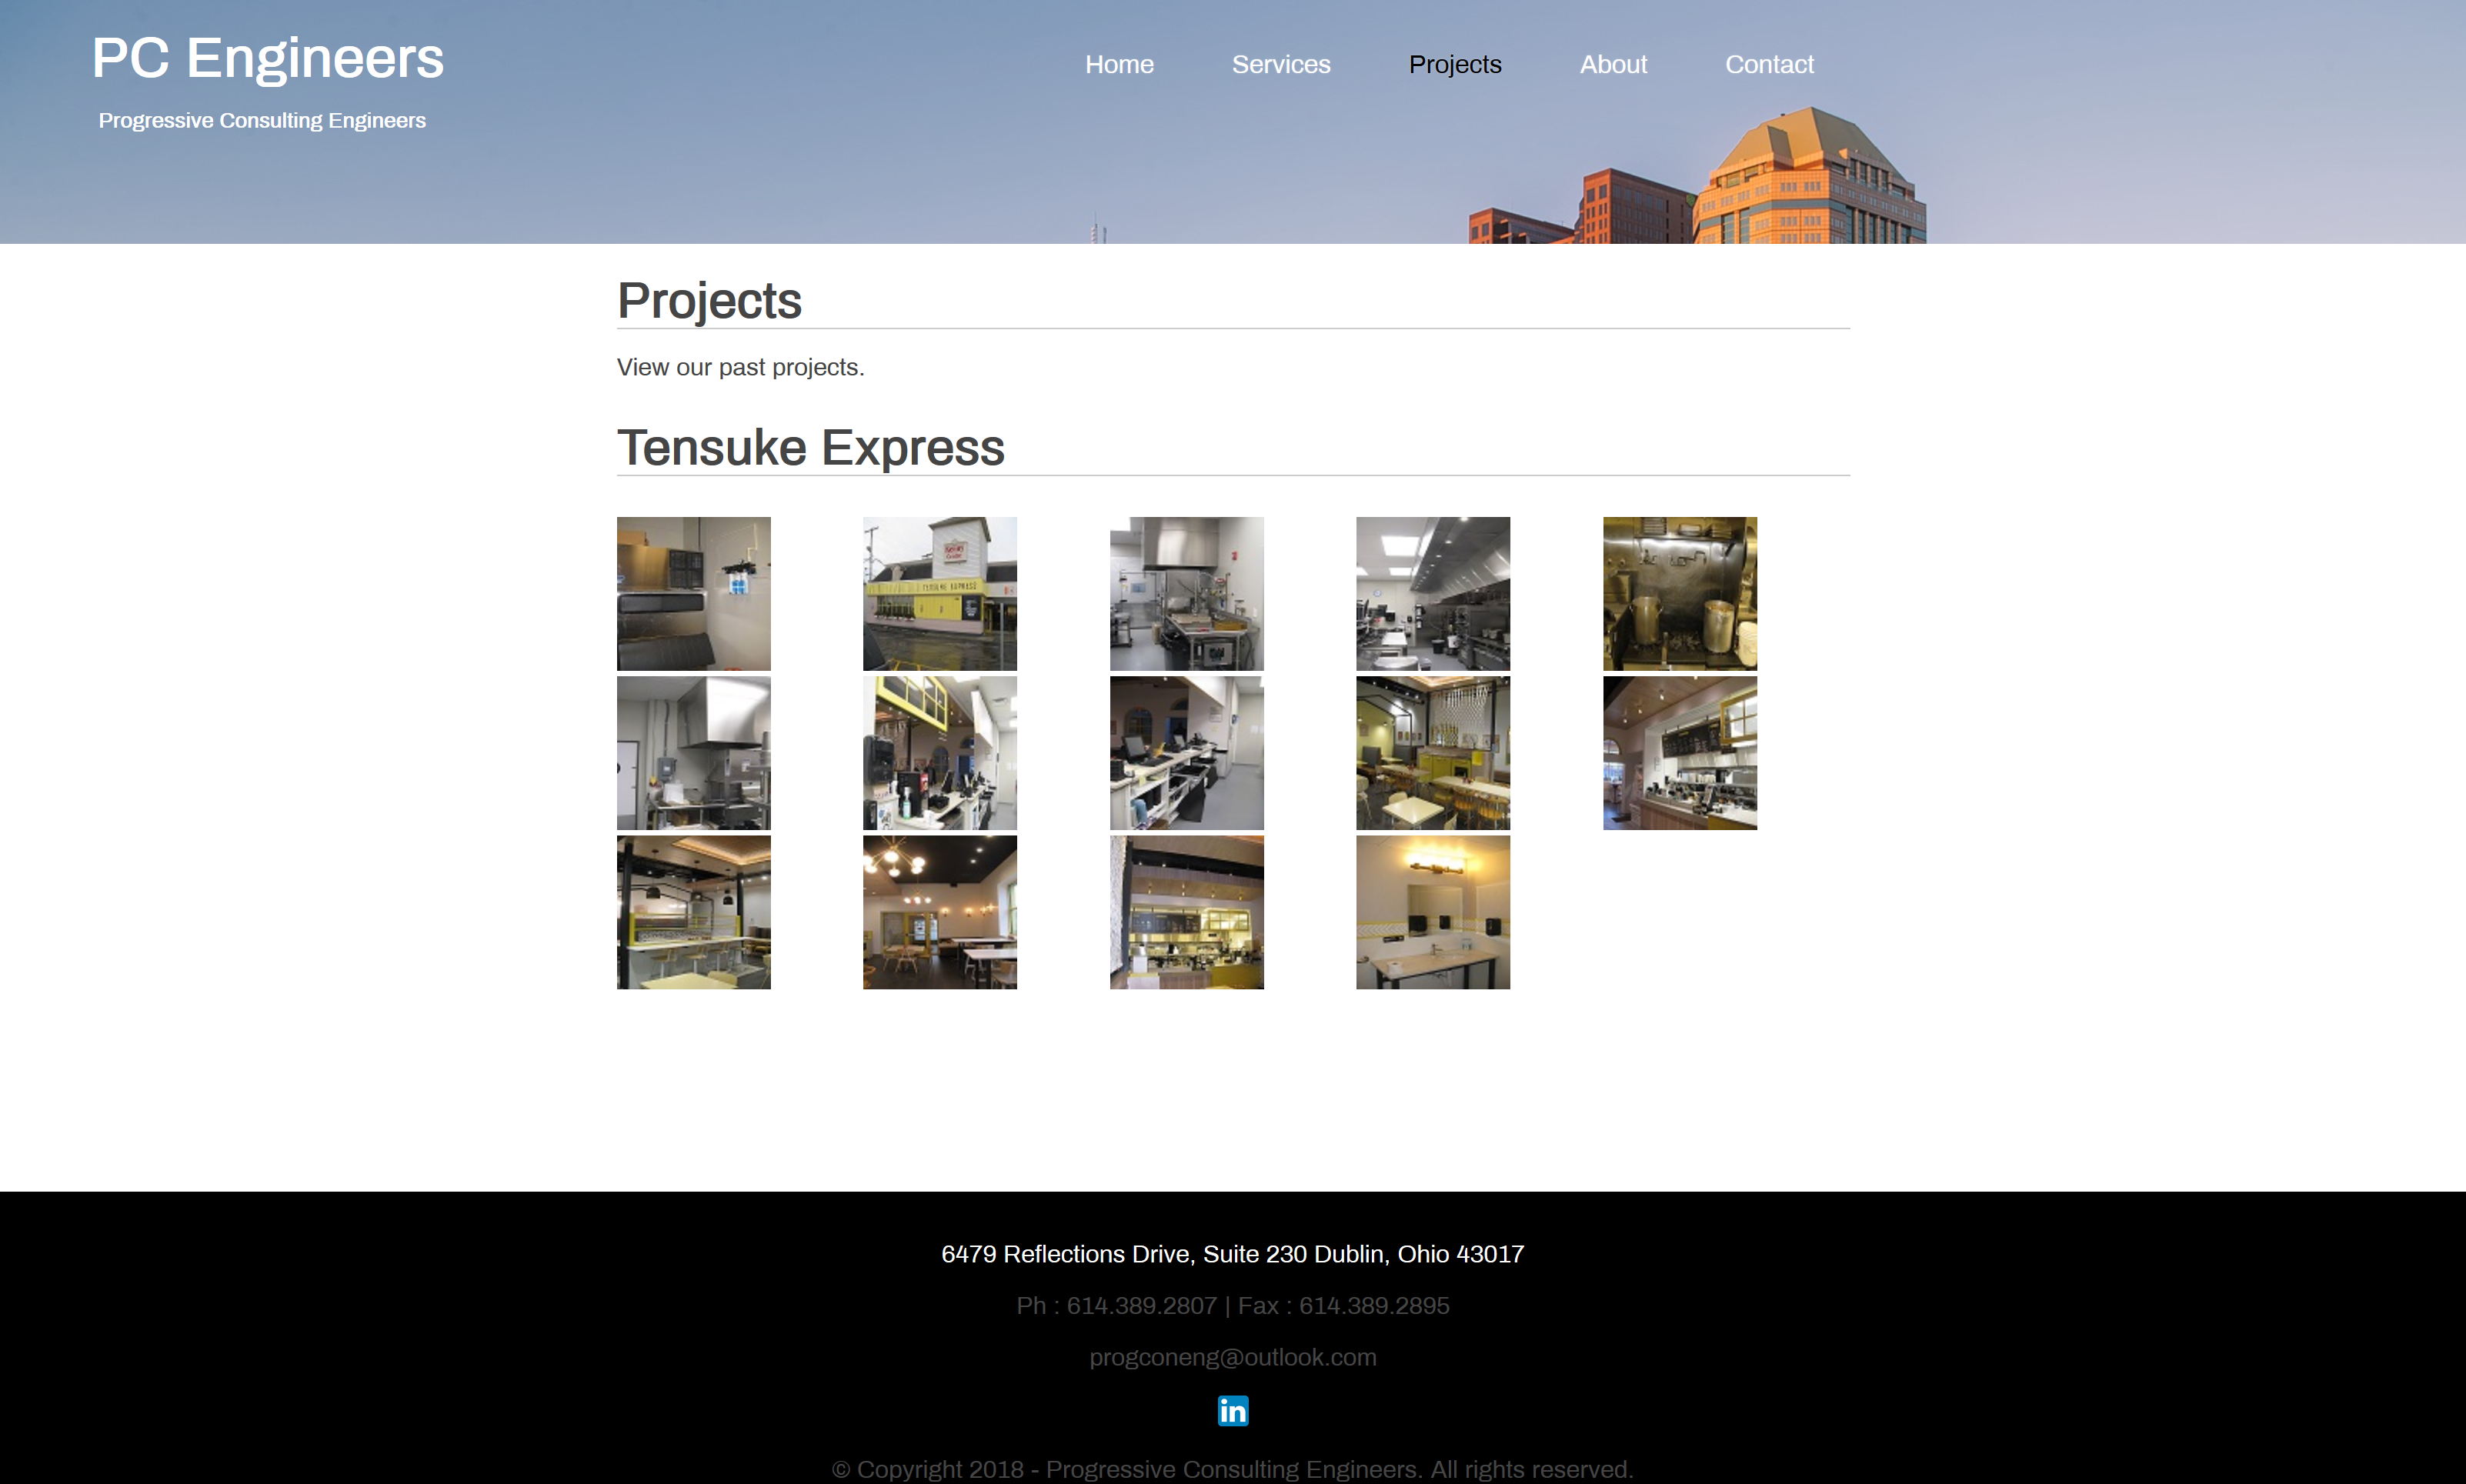 PC Engineers
Home Services Projects About Contact
Progressive Consulting Engineers
Projects
View our past projects.
Tensuke Express
TENSUKE EXPRESS
6479 Reflections Drive, Suite 230 Dublin, Ohio 43017
Ph : 614.389.2807 | Fax : 614.389.2895
progconeng@outlook.com
in
© Copyright 2018 - Progressive Consulting Engineers. All rights reserved.